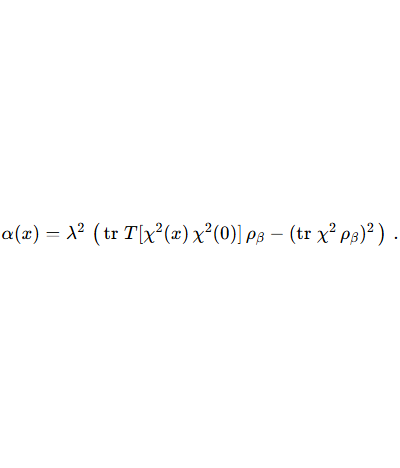 α(x) = λ² ( tr T[χ²(x) χ²(0)] ρ_β − (tr χ² ρ_β)² ) .